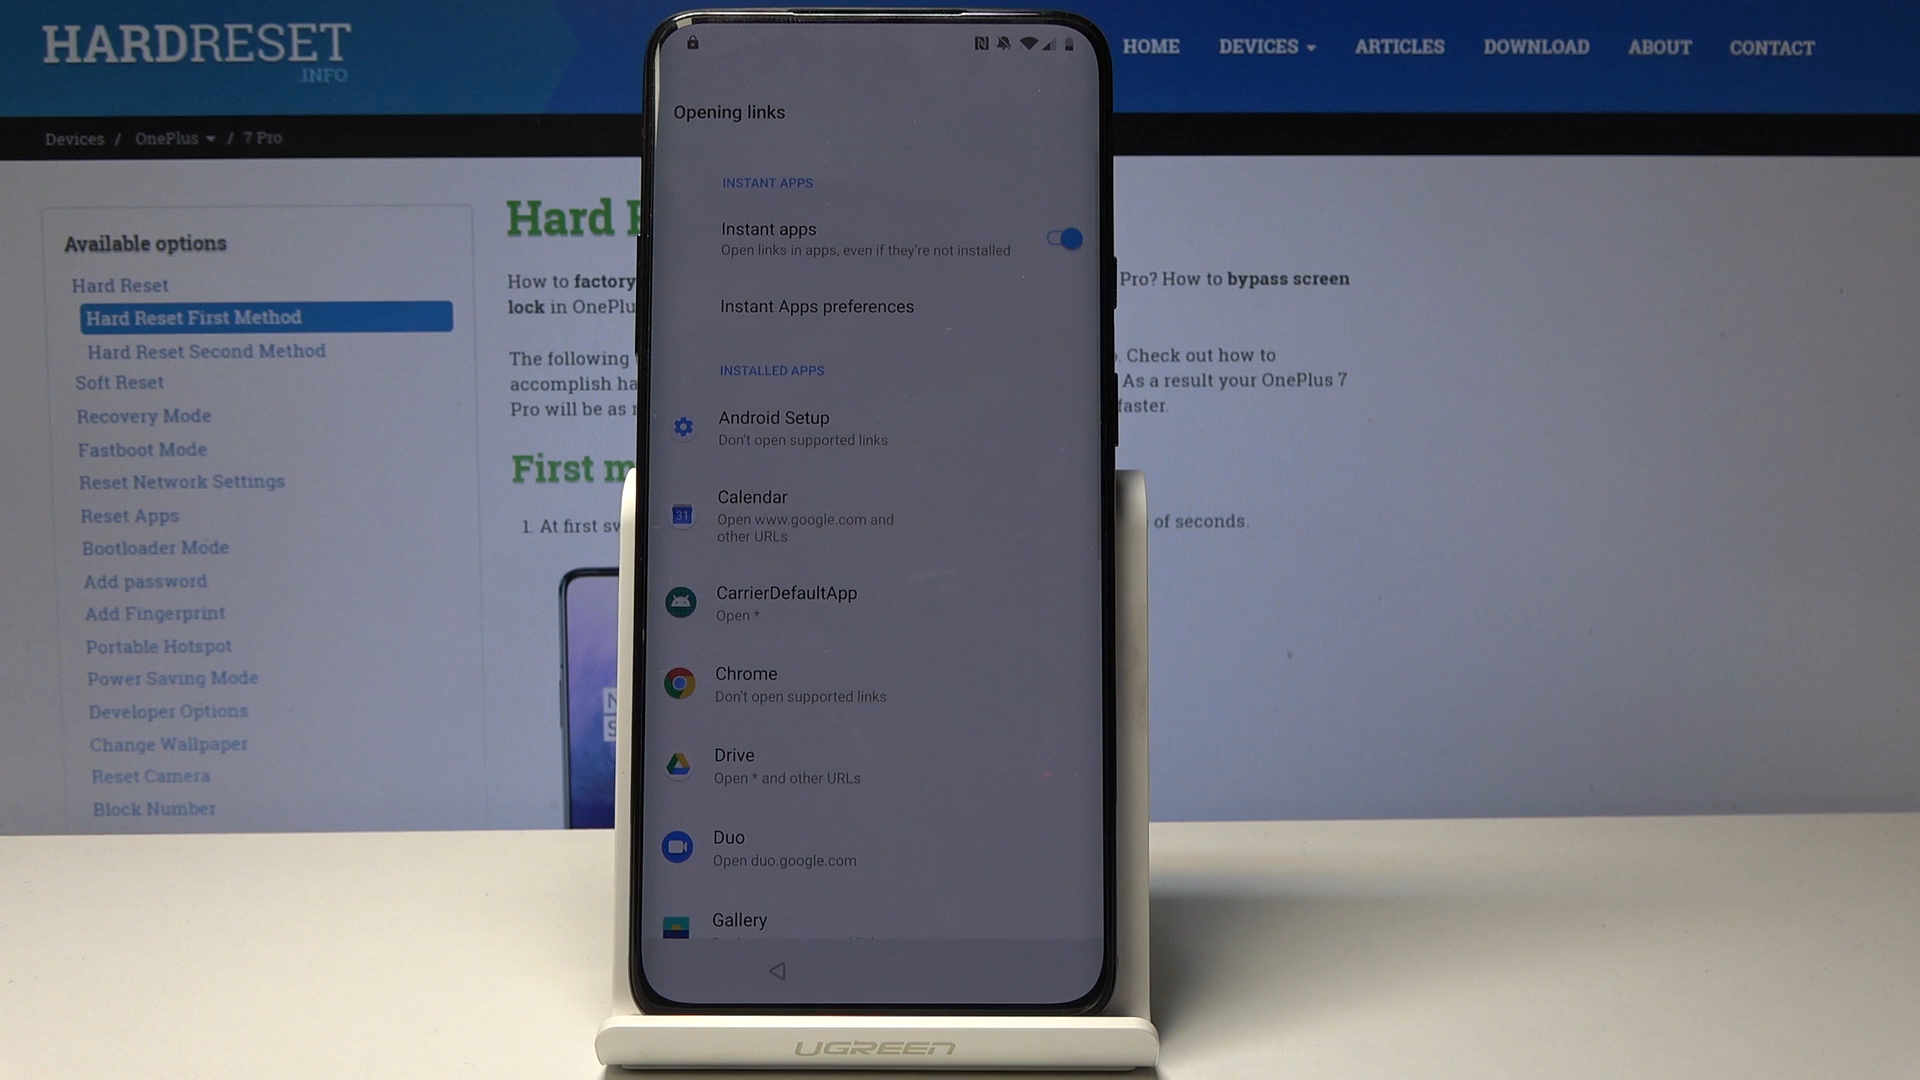 HARDRESET
.INFO
HOME DEVICES ARTICLES DOWNLOAD ABOUT CONTACT
Devices / OnePlus / 7 Pro
Available options
Hard Reset
Hard Reset First Method
Hard Reset Second Method
Soft Reset
Recovery Mode
Fastboot Mode
Reset Network Settings
Reset Apps
Bootloader Mode
Add password
Add Fingerprint
Portable Hotspot
Power Saving Mode
Developer Options
Change Wallpaper
Reset Camera
Block Number
Hard
How to factory
Pro? How to bypass screen
lock in
The following
. Check out how to
accomplish
As a result your OnePlus 7
Pro will be as
faster.
First
1. At first
of seconds.
Opening links
INSTANT APPS
Instant apps
Open links in apps, even if they're not installed
Instant Apps preferences
INSTALLED APPS
Android Setup
Don't open supported links
31
Calendar
Open www.google.com and
other URLs
CarrierDefaultApp
Open *
Chrome
Don't open supported links
Drive
Open * and other URLs
Duo
Open duo.google.com
Gallery
UGREEN